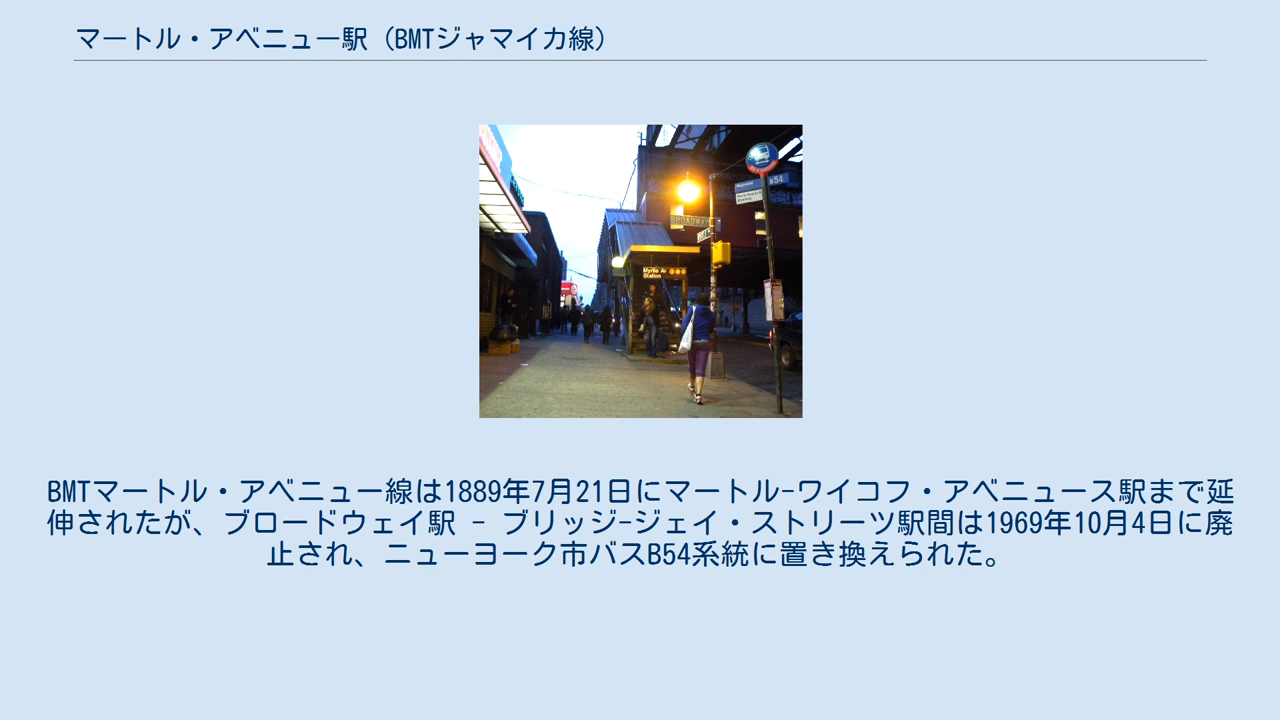 マートル・アベニュー駅（BMTジャマイカ線）
B54
BROADWAY
Myrtle Av
Station
BMTマートル・アベニュー線は1889年7月21日にマートル-ワイコフ・アベニュース駅まで延
伸されたが、ブロードウェイ駅 - ブリッジ-ジェイ・ストリーツ駅間は1969年10月4日に廃
止され、ニューヨーク市バスB54系統に置き換えられた。